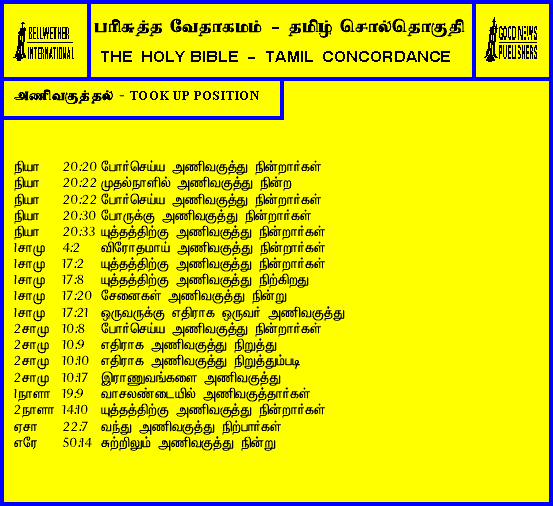 BELLWETHER
INTERNATIONAL
பரிசுத்த வேதாகமம் - தமிழ் சொல்தொகுதி
THE HOLY BIBLE - TAMIL CONCORDANCE
GOOD NEWS
PUBLISHERS
அணிவகுத்தல் - TOOK UP POSITION
நியா 20:20 போர்செய்ய அணிவகுத்து நின்றார்கள்
நியா 20:22 முதல்நாளில் அணிவகுத்து நின்ற
நியா 20:22 போர்செய்ய அணிவகுத்து நின்றார்கள்
நியா 20:30 போருக்கு அணிவகுத்து நின்றார்கள்
நியா 20:33 யுத்தத்திற்கு அணிவகுத்து நின்றார்கள்
1சாமு 4:2 விரோதமாய் அணிவகுத்து நின்றார்கள்
1சாமு 17:2 யுத்தத்திற்கு அணிவகுத்து நின்றார்கள்
1சாமு 17:8 யுத்தத்திற்கு அணிவகுத்து நிற்கிறது
1சாமு 17:20 சேனைகள் அணிவகுத்து நின்று
1சாமு 17:21 ஒருவருக்கு எதிராக ஒருவர் அணிவகுத்து
2சாமு 10:8 போர்செய்ய அணிவகுத்து நின்றார்கள்
2சாமு 10:9 எதிராக அணிவகுத்து நிறுத்து
2சாமு 10:10 எதிராக அணிவகுத்து நிறுத்தும்படி
2சாமு 10:17 இராணுவங்களை அணிவகுத்து
1நாளா 19:9 வாசலண்டையில் அணிவகுத்தார்கள்
2நாளா 14:10 யுத்தத்திற்கு அணிவகுத்து நின்றார்கள்
ஏசா 22:7 வந்து அணிவகுத்து நிற்பார்கள்
எரே 50:14 சுற்றிலும் அணிவகுத்து நின்று